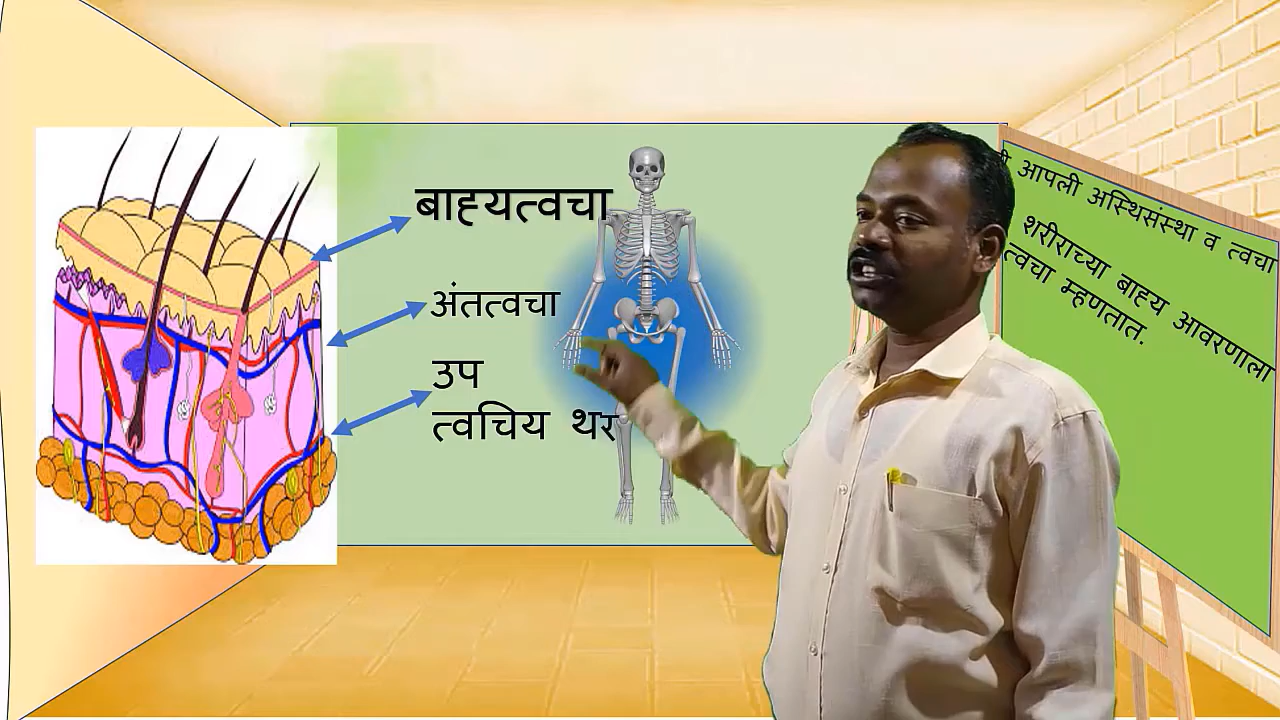 बाह्यत्वचा
अंतत्वचा
उप
त्वचिय थर
आपली अस्थिसंस्था व त्वचा
शरीराच्या बाह्य आवरणाला
त्वचा म्हणतात.